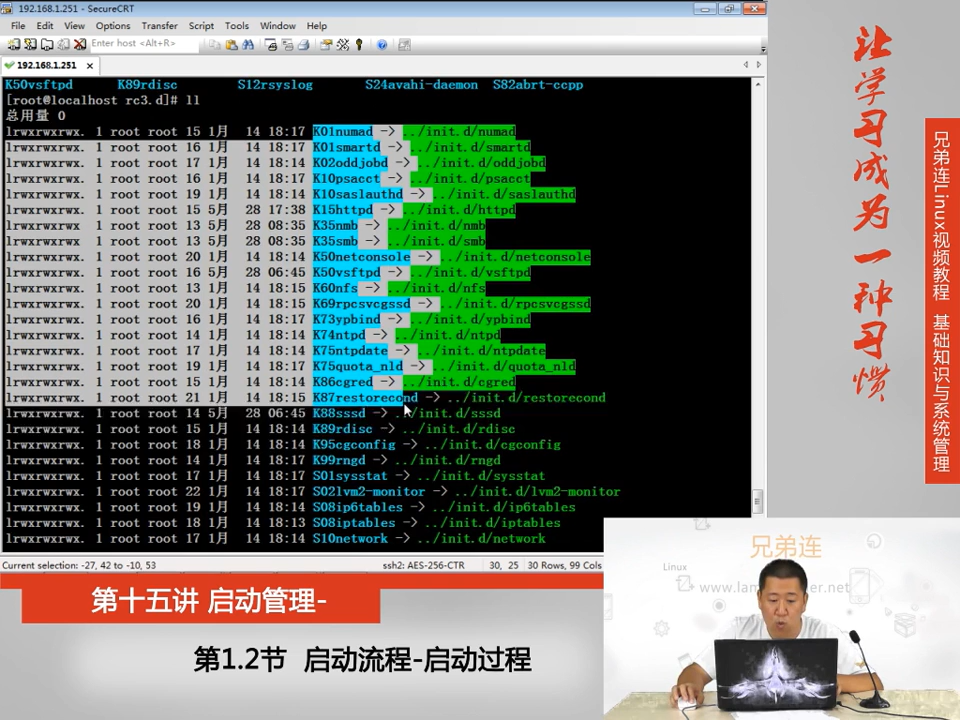 192.168.1.251 - SecureCRT
File Edit View Options Transfer Script Tools Window Help
Enter host <Alt+R>
192.168.1.251
K50vsftpd K89rdisc S12rsyslog S24avahi-daemon S82abrt-ccpp
[root@localhost rc3.d]# ll
总用量 0
lrwxrwxrwx. 1 root root 15 1月 14 18:17 K01numad -> ../init.d/numad
lrwxrwxrwx. 1 root root 16 1月 14 18:17 K01smartd -> ../init.d/smartd
lrwxrwxrwx. 1 root root 17 1月 14 18:14 K02oddjobd -> ../init.d/oddjobd
lrwxrwxrwx. 1 root root 16 1月 14 18:17 K10psacct -> ../init.d/psacct
lrwxrwxrwx. 1 root root 19 1月 14 18:14 K10saslauthd -> ../init.d/saslauthd
lrwxrwxrwx. 1 root root 15 5月 28 17:38 K15httpd -> ../init.d/httpd
lrwxrwxrwx 1 root root 13 5月 28 08:35 K35nmb -> ../init.d/nmb
lrwxrwxrwx 1 root root 13 5月 28 08:35 K35smb -> ../init.d/smb
lrwxrwxrwx. 1 root root 20 1月 14 18:14 K50netconsole -> ../init.d/netconsole
lrwxrwxrwx. 1 root root 16 5月 28 06:45 K50vsftpd -> ../init.d/vsftpd
lrwxrwxrwx. 1 root root 13 1月 14 18:15 K60nfs -> ../init.d/nfs
lrwxrwxrwx. 1 root root 20 1月 14 18:15 K69rpcsvcgssd -> ../init.d/rpcsvcgssd
lrwxrwxrwx. 1 root root 16 1月 14 18:14 K73ypbind -> ../init.d/ypbind
lrwxrwxrwx. 1 root root 14 1月 14 18:14 K74ntpd -> ../init.d/ntpd
lrwxrwxrwx. 1 root root 17 1月 14 18:14 K75ntpdate -> ../init.d/ntpdate
lrwxrwxrwx. 1 root root 19 1月 14 18:17 K75quota_nld -> ../init.d/quota_nld
lrwxrwxrwx. 1 root root 15 1月 14 18:14 K86cgred -> ../init.d/cgred
lrwxrwxrwx. 1 root root 21 1月 14 18:15 K87restorecond -> ../init.d/restorecond
lrwxrwxrwx. 1 root root 14 5月 28 06:45 K88sssd -> ../init.d/sssd
lrwxrwxrwx. 1 root root 15 1月 14 18:14 K89rdisc -> ../init.d/rdisc
lrwxrwxrwx. 1 root root 18 1月 14 18:14 K95cgconfig -> ../init.d/cgconfig
lrwxrwxrwx. 1 root root 14 1月 14 18:17 K99rngd -> ../init.d/rngd
lrwxrwxrwx. 1 root root 17 1月 14 18:17 S01sysstat -> ../init.d/sysstat
lrwxrwxrwx. 1 root root 22 1月 14 18:17 S02lvm2-monitor -> ../init.d/lvm2-monitor
lrwxrwxrwx. 1 root root 19 1月 14 18:14 S08ip6tables -> ../init.d/ip6tables
lrwxrwxrwx. 1 root root 18 1月 14 18:13 S08iptables -> ../init.d/iptables
lrwxrwxrwx. 1 root root 17 1月 14 18:14 S10network -> ../init.d/network
Current selection: -27, 42 to -10, 53 ssh2: AES-256-CTR 30, 25 30 Rows, 99 Cols
第十五讲 启动管理-
第1.2节 启动流程-启动过程
让学习成为一种习惯
兄弟连Linux视频教程 基础知识与系统管理
兄弟连
Linux